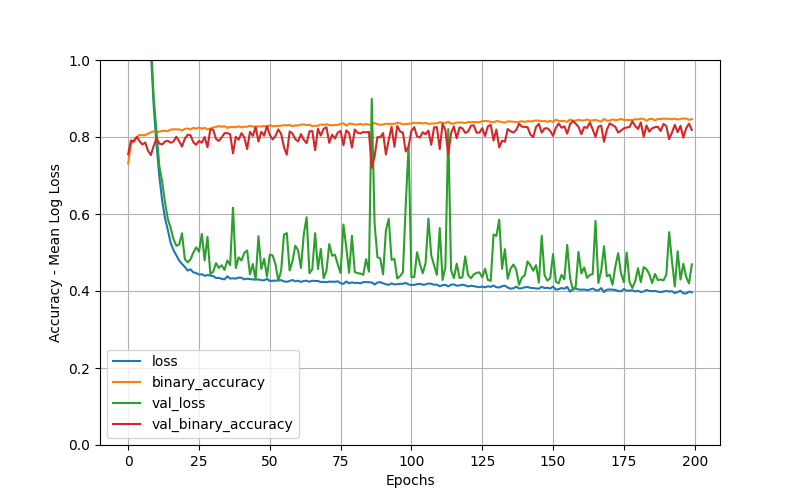 1.0
0.8
0.6
0.4
0.2
0.0
Accuracy - Mean Log Loss
loss
binary_accuracy
val_loss
val_binary_accuracy
0 25 50 75 100 125 150 175 200
Epochs